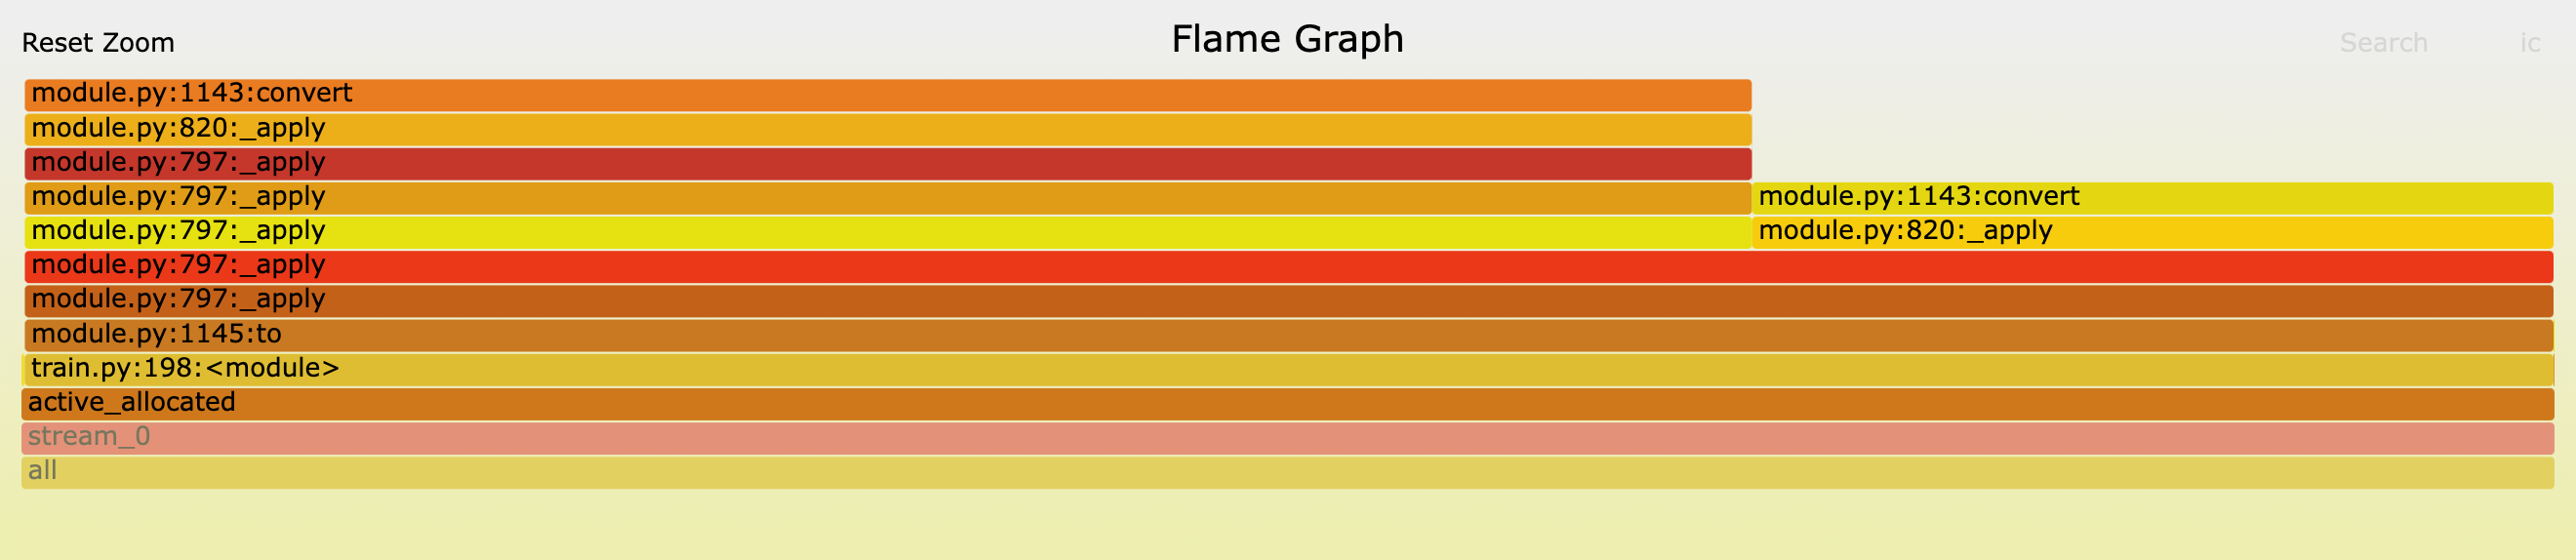 Reset Zoom
Flame Graph
Search
ic
module.py:1143:convert
module.py:820:_apply
module.py:797:_apply
module.py:797:_apply
module.py:1143:convert
module.py:797:_apply
module.py:820:_apply
module.py:797:_apply
module.py:797:_apply
module.py:1145:to
train.py:198:<module>
active_allocated
stream_0
all